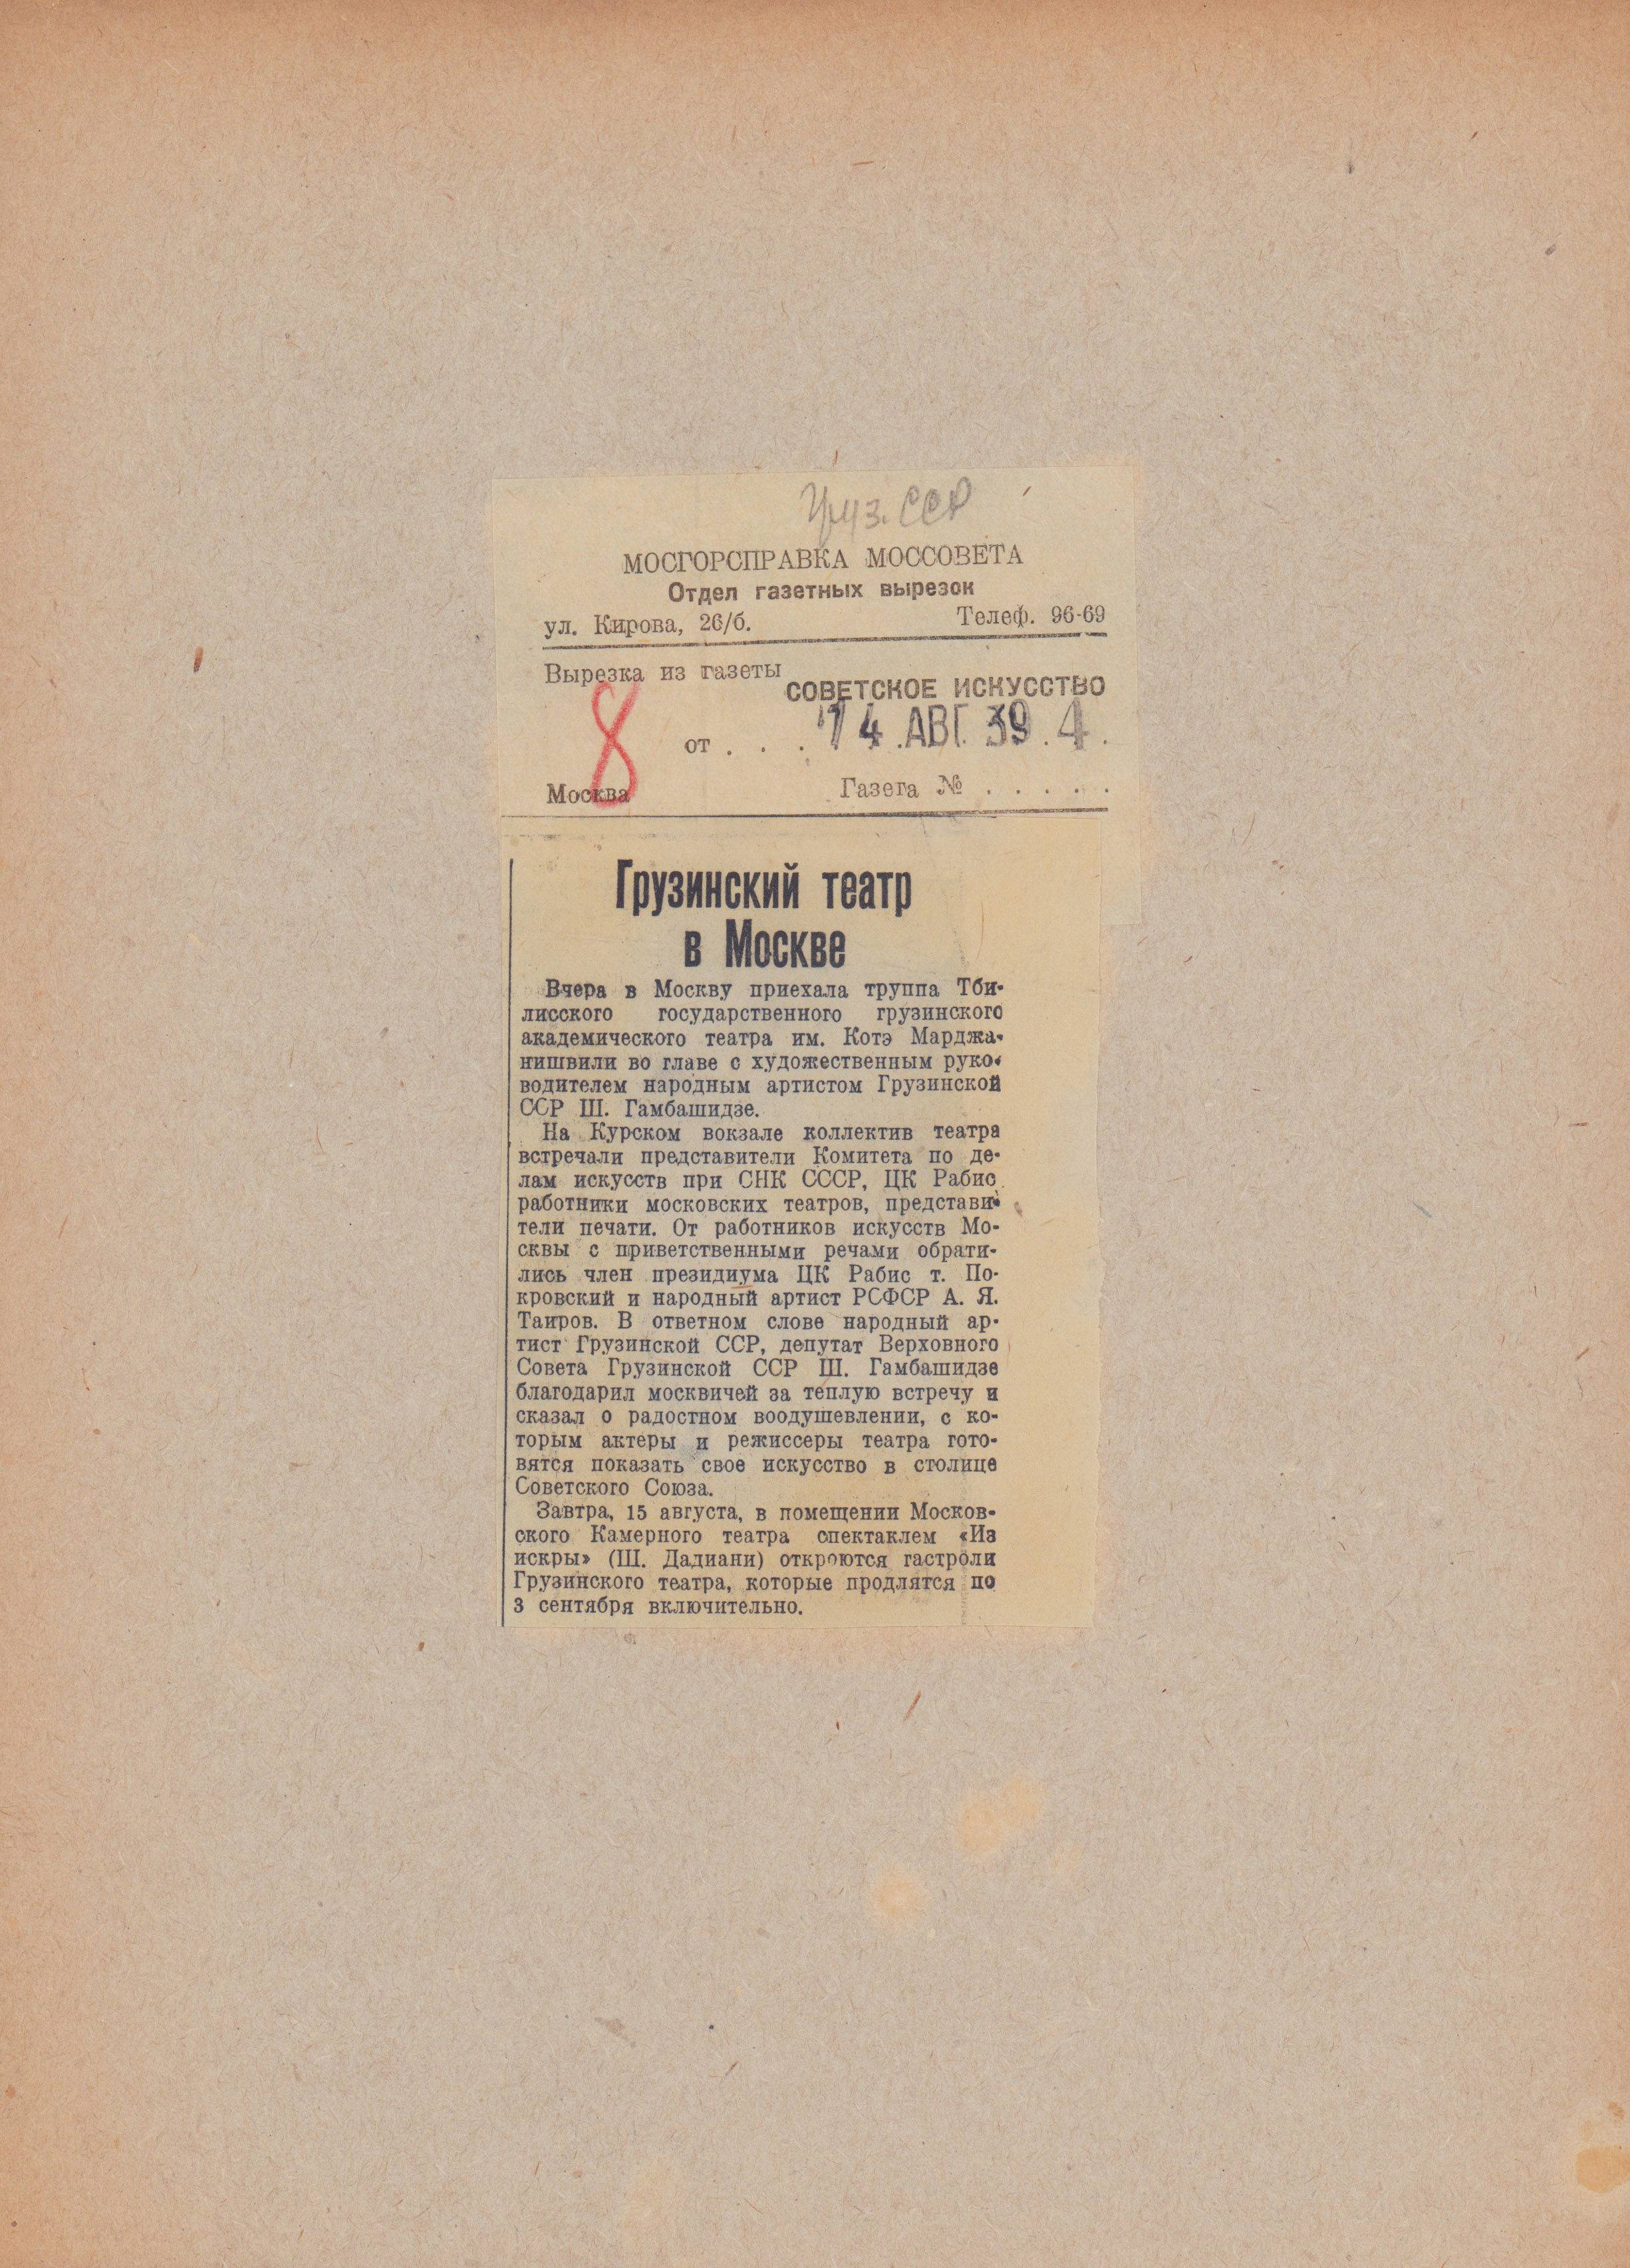 Груз. ССР
МОСГОРСПРАВКА МОССОВЕТА
Отдел газетных вырезок
ул. Кирова, 26/б. Телеф. 96-69
Вырезка из газеты
СОВЕТСКОЕ ИСКУССТВО
8
от . . . 14 .АВГ. 39 . 4 .
Москва Газета № . . . . .
Грузинский театр
в Москве
Вчера в Москву приехала труппа Тби-
лисского государственного грузинского
академического театра им. Котэ Марджа-
нишвили во главе с художественным руко-
водителем народным артистом Грузинской
ССР Ш. Гамбашидзе.
На Курском вокзале коллектив театра
встречали представители Комитета по де-
лам искусств при СНК СССР, ЦК Рабис
работники московских театров, представи-
тели печати. От работников искусств Мо-
сквы с приветственными речами обрати-
лись член президиума ЦК Рабис т. По-
кровский и народный артист РСФСР А. Я.
Таиров. В ответном слове народный ар-
тист Грузинской ССР, депутат Верховного
Совета Грузинской ССР Ш. Гамбашидзе
благодарил москвичей за теплую встречу и
сказал о радостном воодушевлении, с ко-
торым актеры и режиссеры театра гото-
вятся показать свое искусство в столице
Советского Союза.
Завтра, 15 августа, в помещении Москов-
ского Камерного театра спектаклем «Из
искры» (Ш. Дадиани) откроются гастроли
Грузинского театра, которые продлятся по
3 сентября включительно.